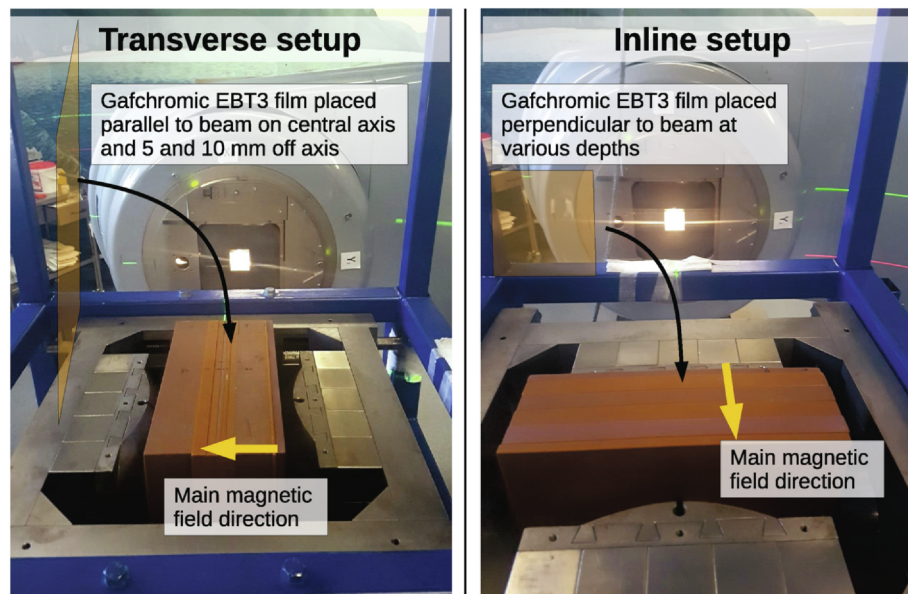 Transverse setup
Gafchromic EBT3 film placed
parallel to beam on central axis
and 5 and 10 mm off axis
Y
Main magnetic
field direction
Inline setup
Gafchromic EBT3 film placed
perpendicular to beam at
various depths
Y
Main magnetic
field direction